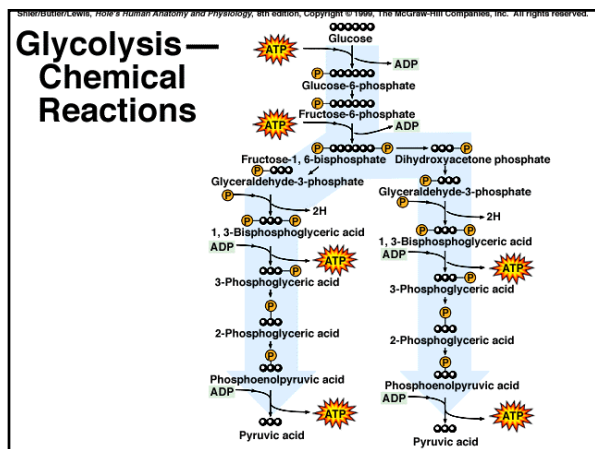 Shier/Butler/Lewis, Hole's Human Anatomy and Physiology, 8th edition, Copyright © 1999, The McGraw-Hill Companies, Inc. All rights reserved.
Glycolysis—
Chemical
Reactions
Glucose
ATP
ADP
P
Glucose-6-phosphate
P
Fructose-6-phosphate
ATP
ADP
P P
Fructose-1, 6-bisphosphate
P
Dihydroxyacetone phosphate
P
Glyceraldehyde-3-phosphate
P
2H
P P
1, 3-Bisphosphoglyceric acid
ADP
ATP
P
3-Phosphoglyceric acid
P
2-Phosphoglyceric acid
P
Phosphoenolpyruvic acid
ADP
ATP
Pyruvic acid
P
Glyceraldehyde-3-phosphate
P
2H
P P
1, 3-Bisphosphoglyceric acid
ADP
ATP
P
3-Phosphoglyceric acid
P
2-Phosphoglyceric acid
P
Phosphoenolpyruvic acid
ADP
ATP
Pyruvic acid